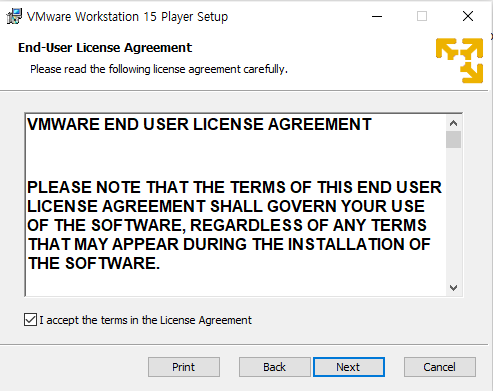 VMware Workstation 15 Player Setup
End-User License Agreement
Please read the following license agreement carefully.
VMWARE END USER LICENSE AGREEMENT
PLEASE NOTE THAT THE TERMS OF THIS END USER
LICENSE AGREEMENT SHALL GOVERN YOUR USE
OF THE SOFTWARE, REGARDLESS OF ANY TERMS
THAT MAY APPEAR DURING THE INSTALLATION OF
THE SOFTWARE.
I accept the terms in the License Agreement
Print Back Next Cancel